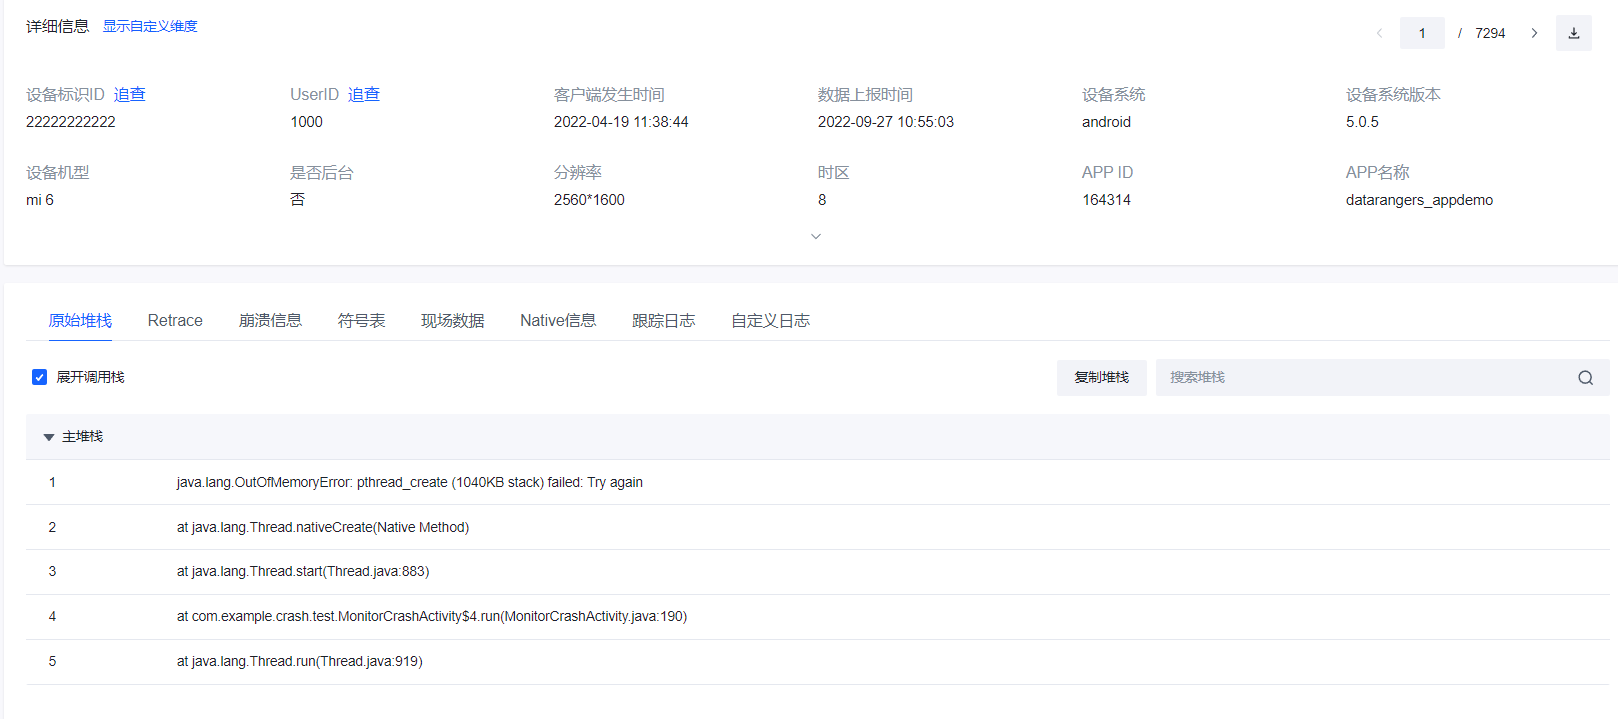 详细信息 显示自定义维度
1 / 7294
设备标识ID 追查 UserID 追查 客户端发生时间 数据上报时间 设备系统 设备系统版本
22222222222 1000 2022-04-19 11:38:44 2022-09-27 10:55:03 android 5.0.5
设备机型 是否后台 分辨率 时区 APP ID APP名称
mi 6 否 2560*1600 8 164314 datarangers_appdemo
原始堆栈 Retrace 崩溃信息 符号表 现场数据 Native信息 跟踪日志 自定义日志
展开调用栈 复制堆栈 搜索堆栈
主堆栈
1 java.lang.OutOfMemoryError: pthread_create (1040KB stack) failed: Try again
2 at java.lang.Thread.nativeCreate(Native Method)
3 at java.lang.Thread.start(Thread.java:883)
4 at com.example.crash.test.MonitorCrashActivity$4.run(MonitorCrashActivity.java:190)
5 at java.lang.Thread.run(Thread.java:919)